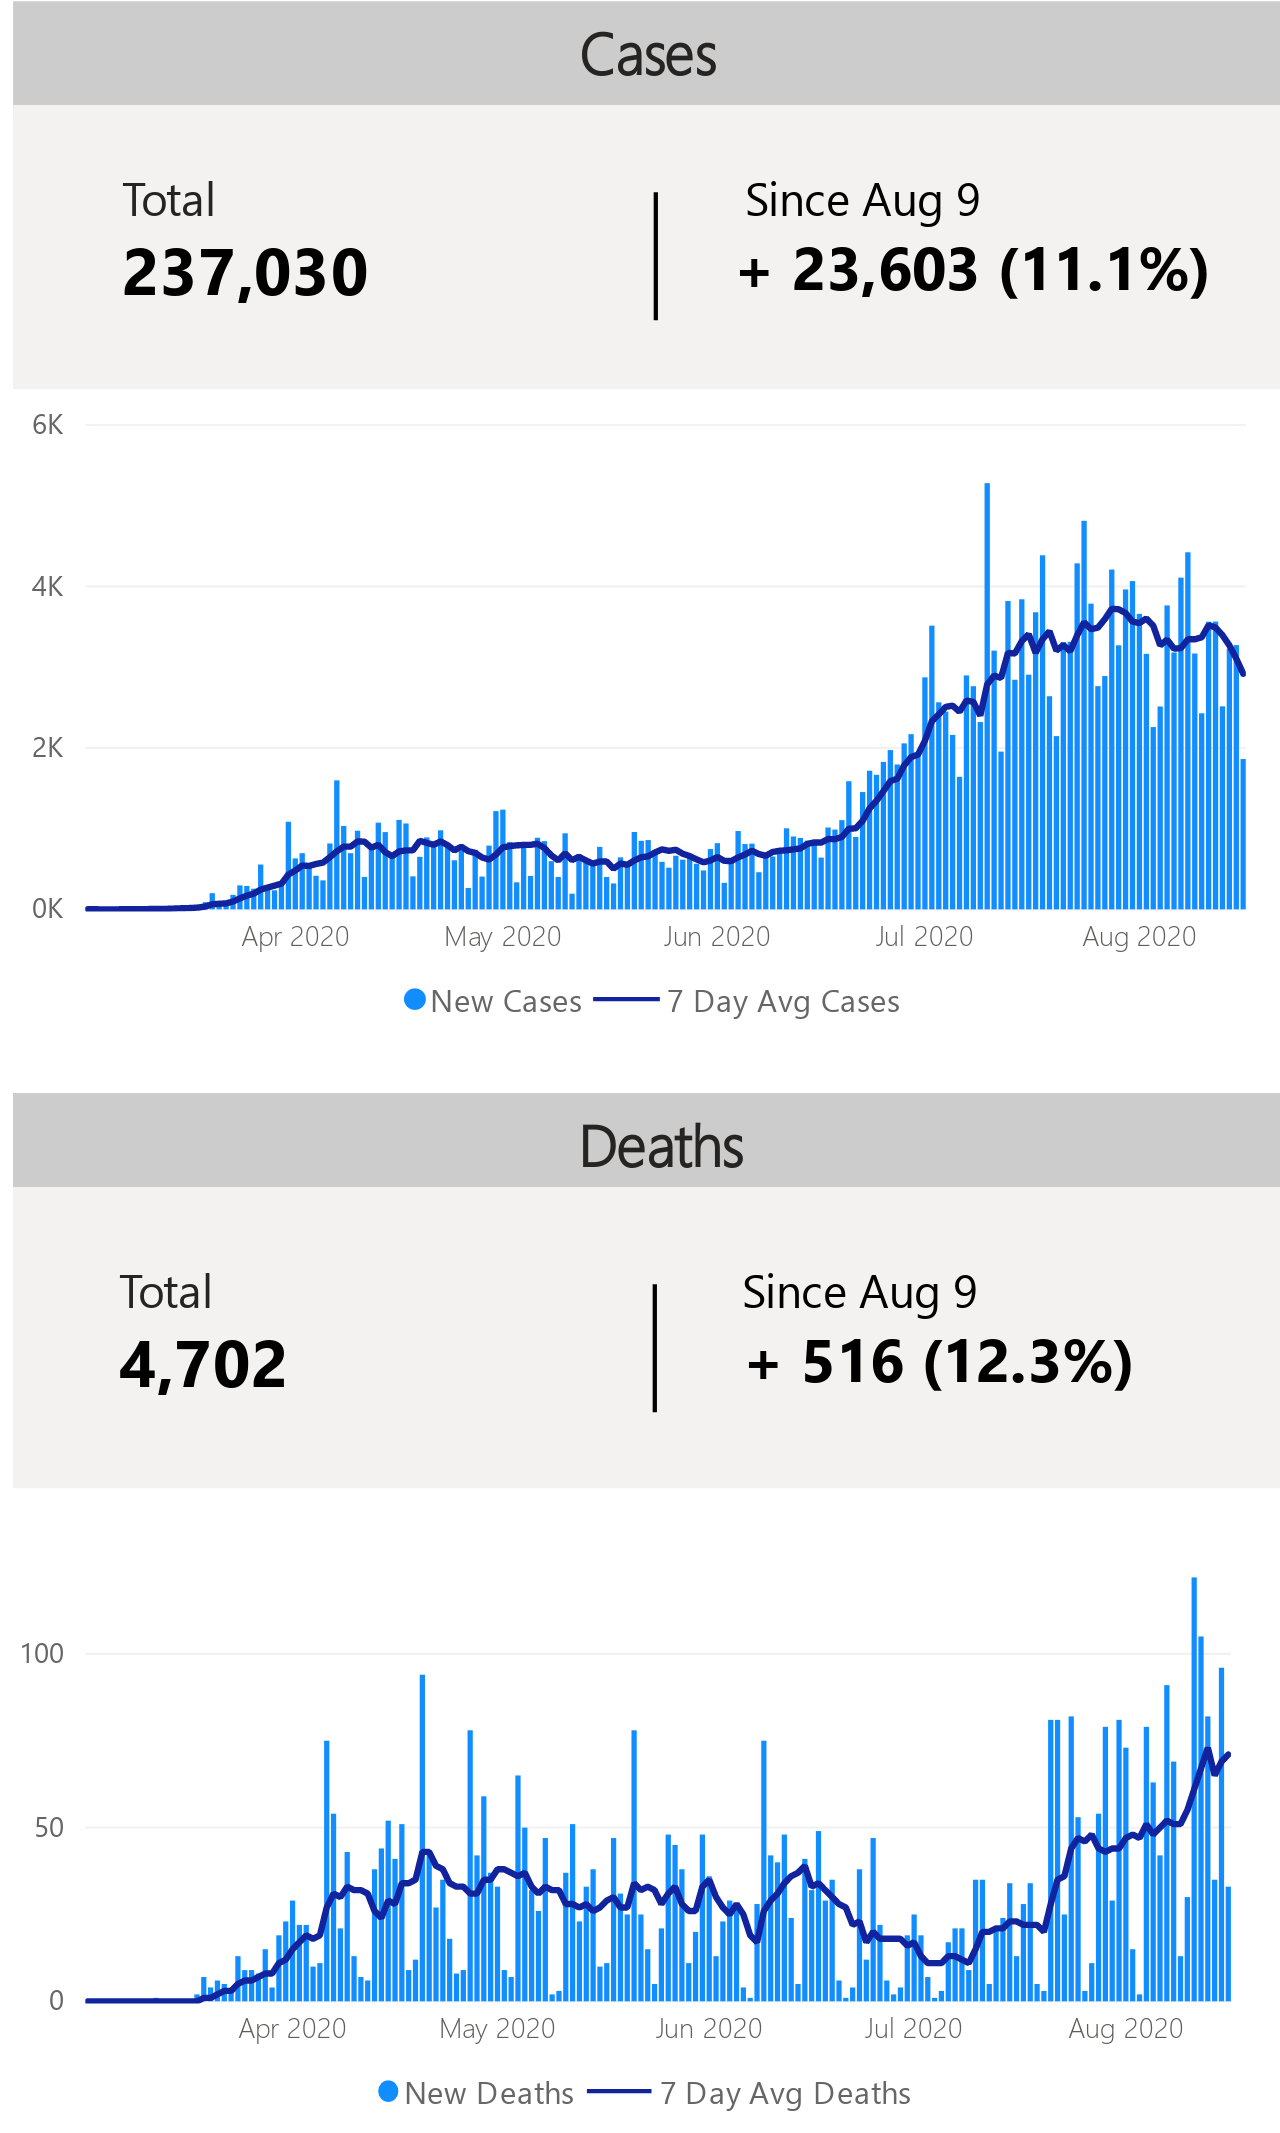 Cases
Total
Since Aug 9
237,030
+ 23,603 (11.1%)
6K
4K
2K
0K
Apr 2020
May 2020
Jun 2020
Jul 2020
Aug 2020
New Cases
7 Day Avg Cases
Deaths
Total
Since Aug 9
4,702
+ 516 (12.3%)
100
50
0
Apr 2020
May 2020
Jun 2020
Jul 2020
Aug 2020
New Deaths
7 Day Avg Deaths